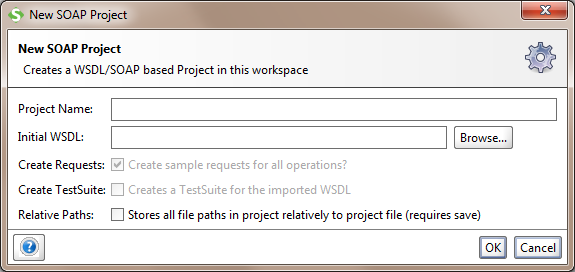 New SOAP Project
New SOAP Project
Creates a WSDL/SOAP based Project in this workspace
Project Name:
Initial WSDL: Browse...
Create Requests: Create sample requests for all operations?
Create TestSuite: Creates a TestSuite for the imported WSDL
Relative Paths: Stores all file paths in project relatively to project file (requires save)
? OK Cancel